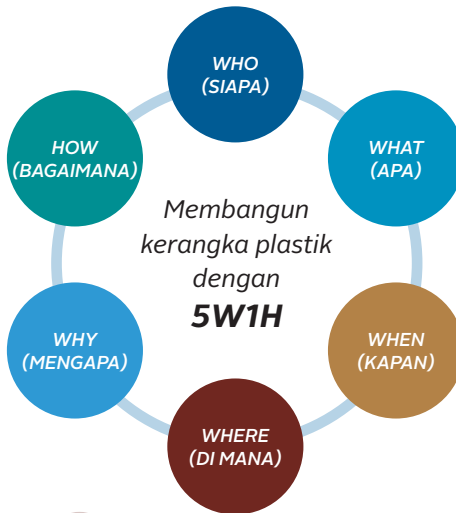 WHO
(SIAPA)
WHAT
(APA)
WHEN
(KAPAN)
WHERE
(DI MANA)
WHY
(MENGAPA)
HOW
(BAGAIMANA)
Membangun
kerangka plastik
dengan
5W1H